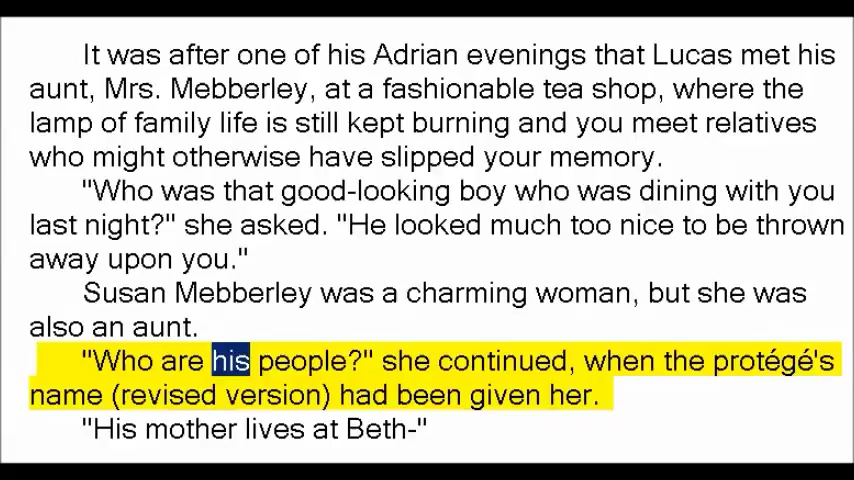 It was after one of his Adrian evenings that Lucas met his
aunt, Mrs. Mebberley, at a fashionable tea shop, where the
lamp of family life is still kept burning and you meet relatives
who might otherwise have slipped your memory.
"Who was that good-looking boy who was dining with you
last night?" she asked. "He looked much too nice to be thrown
away upon you."
Susan Mebberley was a charming woman, but she was
also an aunt.
"Who are his people?" she continued, when the protégé's
name (revised version) had been given her.
"His mother lives at Beth-"